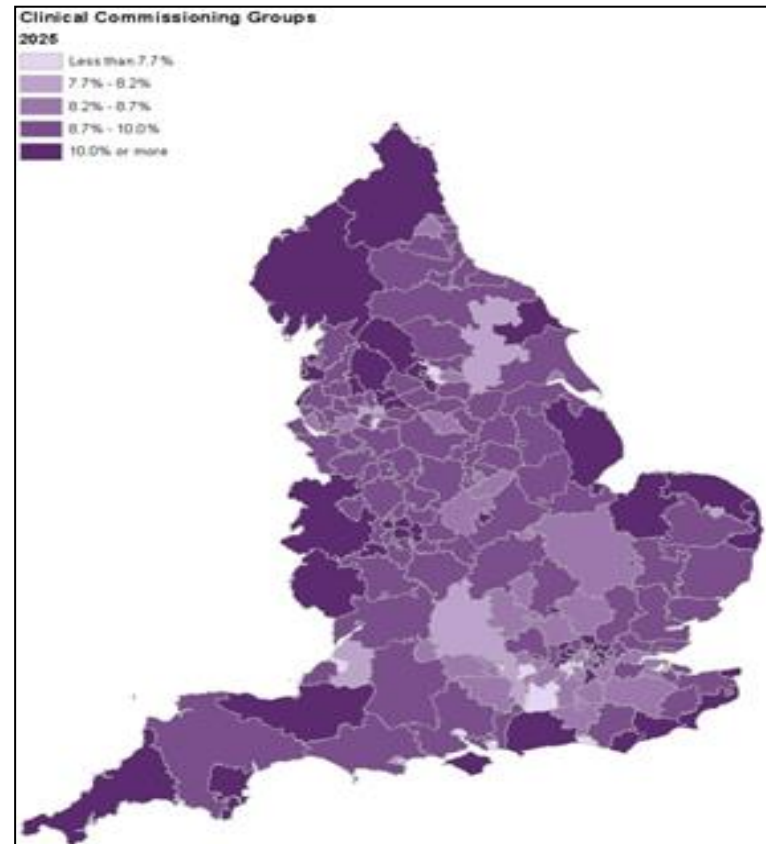 Clinical Commissioning Groups
2025
Less than 7.7%
7.7% - 8.2%
8.2% - 8.7%
8.7% - 10.0%
10.0% or more